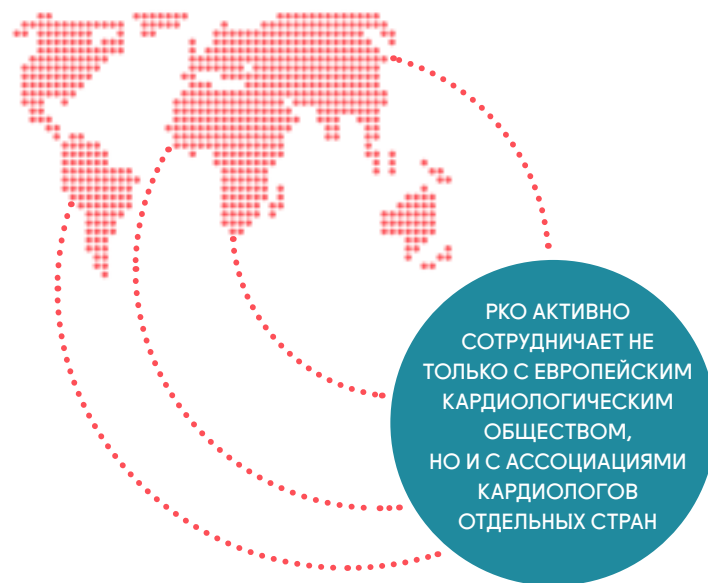 РКО АКТИВНО
СОТРУДНИЧАЕТ НЕ
ТОЛЬКО С ЕВРОПЕЙСКИМ
КАРДИОЛОГИЧЕСКИМ
ОБЩЕСТВОМ,
НО И С АССОЦИАЦИЯМИ
КАРДИОЛОГОВ
ОТДЕЛЬНЫХ СТРАН